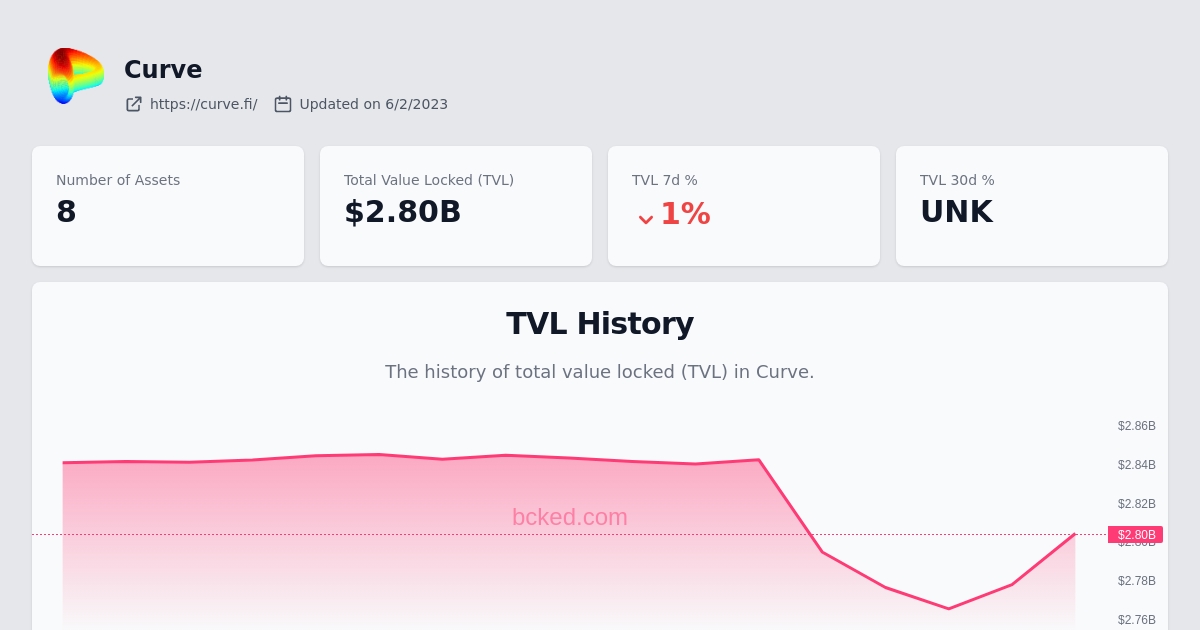 Curve
https://curve.fi/ Updated on 6/2/2023
Number of Assets
8
Total Value Locked (TVL)
$2.80B
TVL 7d %
1%
TVL 30d %
UNK
TVL History
The history of total value locked (TVL) in Curve.
$2.86B
$2.84B
$2.82B
bcked.com
$2.80B
$2.80B
$2.78B
$2.76B